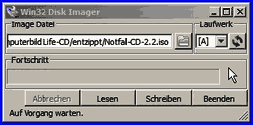 Win32 Disk Imager
Image Datei
Laufwerk
puterbild Life-CD/entzippt/Notfall-CD-2.2.iso
[A]
Fortschritt
Abbrechen
Lesen
Schreiben
Beenden
Auf Vorgang warten.